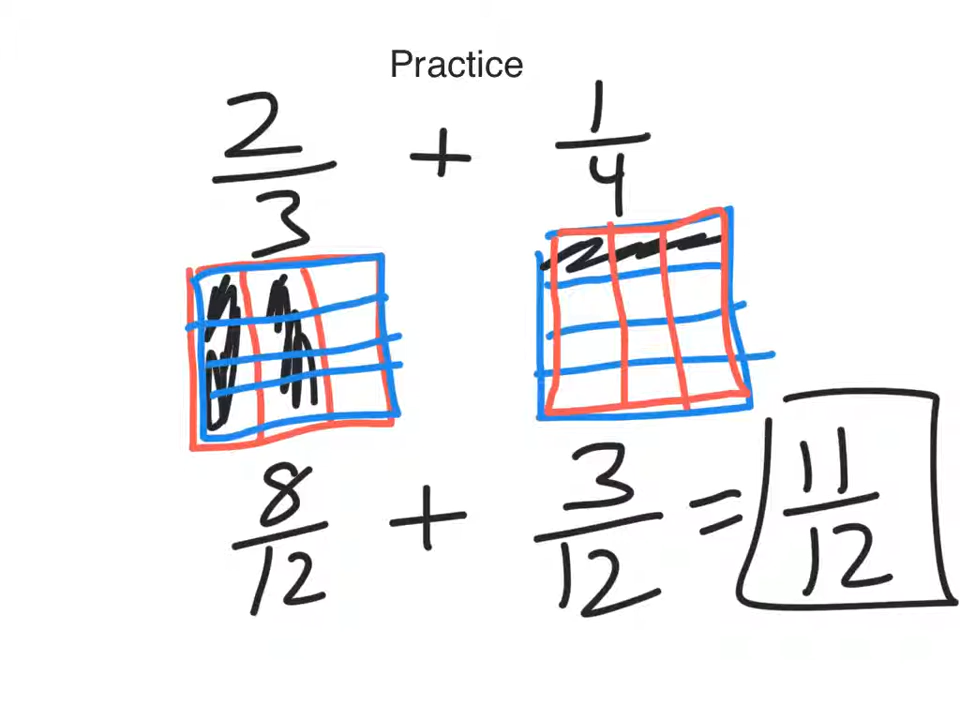 Practice
2/3 + 1/4
8/12 + 3/12 = 11/12